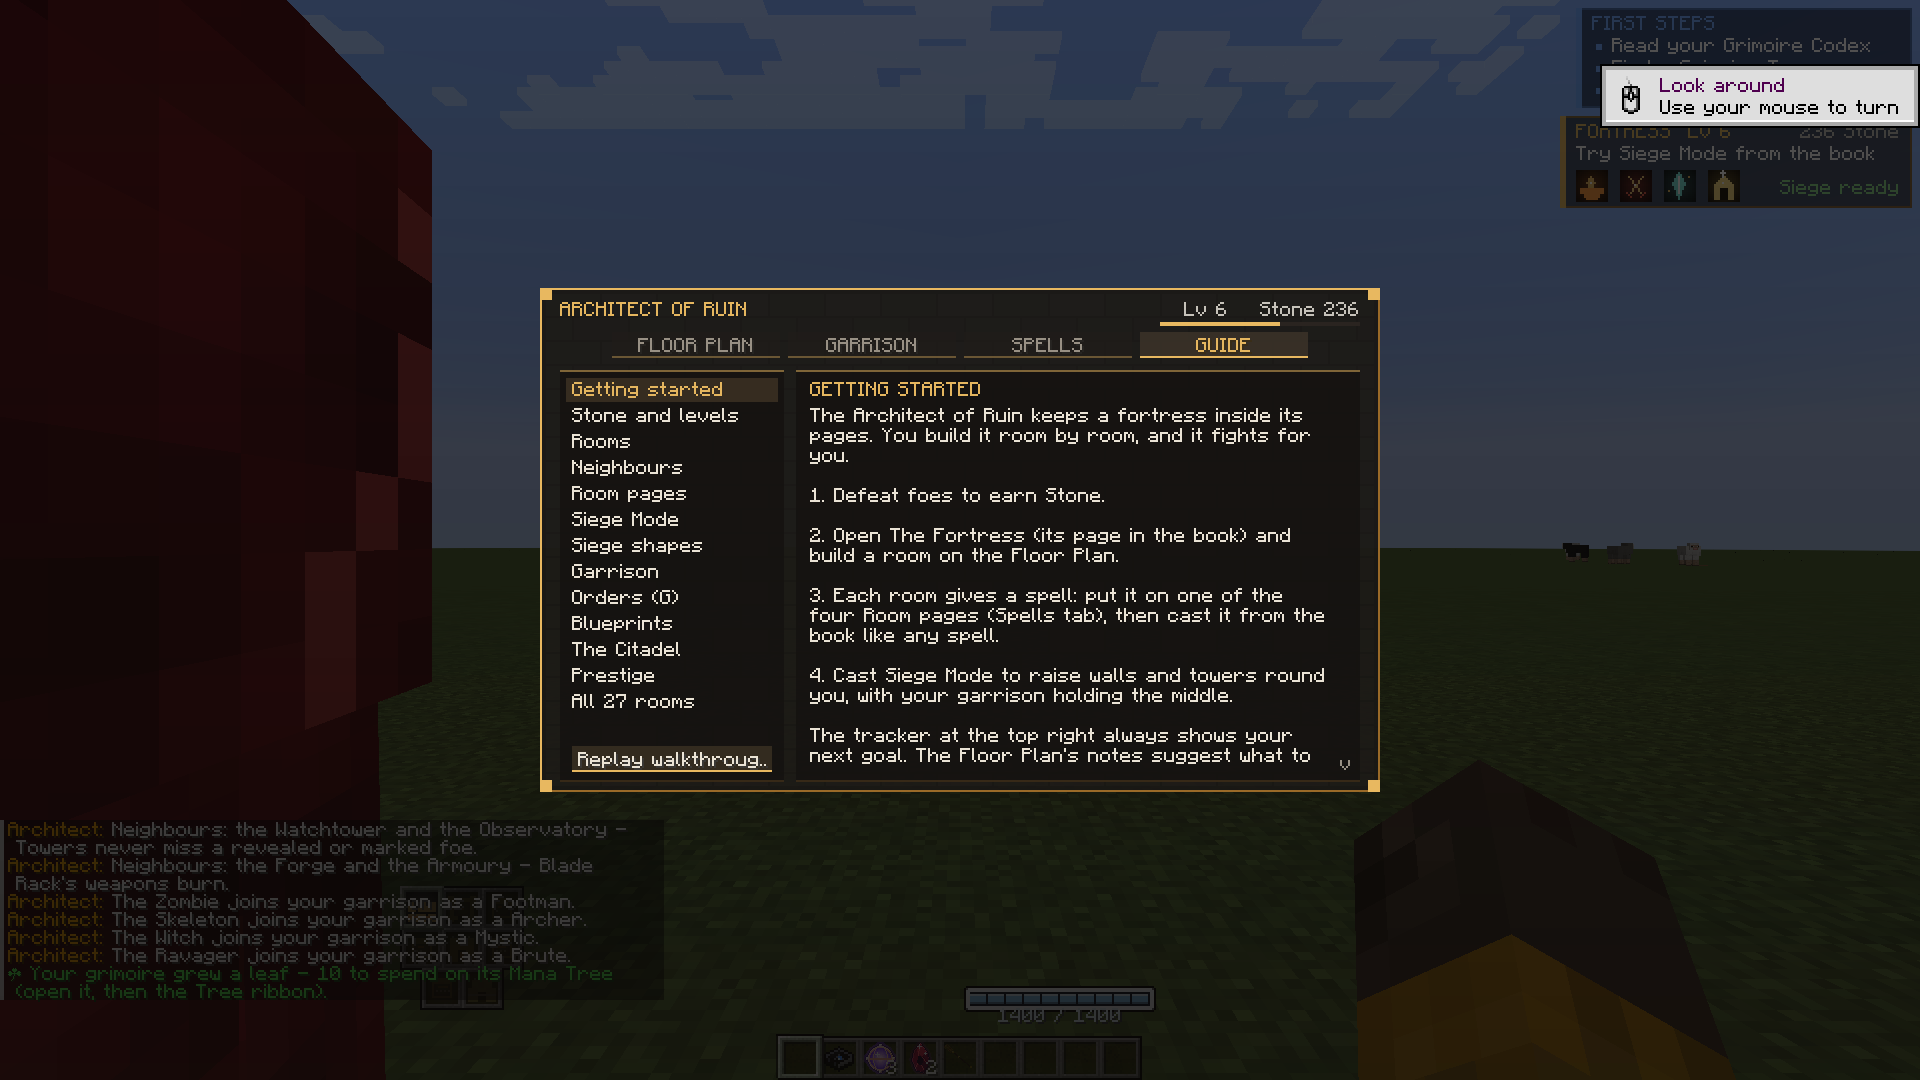 FIRST STEPS
Read your Grimoire Codex
Look around
Use your mouse to turn
FORTRESS Lv 6 236 Stone
Try Siege Mode from the book
Siege ready
ARCHITECT OF RUIN
Lv 6 Stone 236
FLOOR PLAN GARRISON SPELLS GUIDE
Getting started
Stone and levels
Rooms
Neighbours
Room pages
Siege Mode
Siege shapes
Garrison
Orders (G)
Blueprints
The Citadel
Prestige
All 27 rooms
Replay walkthroug..
GETTING STARTED
The Architect of Ruin keeps a fortress inside its
pages. You build it room by room, and it fights for
you.
1. Defeat foes to earn Stone.
2. Open The Fortress (its page in the book) and
build a room on the Floor Plan.
3. Each room gives a spell: put it on one of the
four Room pages (Spells tab), then cast it from the
book like any spell.
4. Cast Siege Mode to raise walls and towers round
you, with your garrison holding the middle.
The tracker at the top right always shows your
next goal. The Floor Plan's notes suggest what to
Architect: Neighbours: the Watchtower and the Observatory -
Towers never miss a revealed or marked foe.
Architect: Neighbours: the Forge and the Armoury - Blade
Rack's weapons burn.
Architect: The Zombie joins your garrison as a Footman.
Architect: The Skeleton joins your garrison as a Archer.
Architect: The Witch joins your garrison as a Mystic.
Architect: The Ravager joins your garrison as a Brute.
Your grimoire grew a leaf - 10 to spend on its Mana Tree
(open it, then the Tree ribbon).
1400 / 1400
3
2